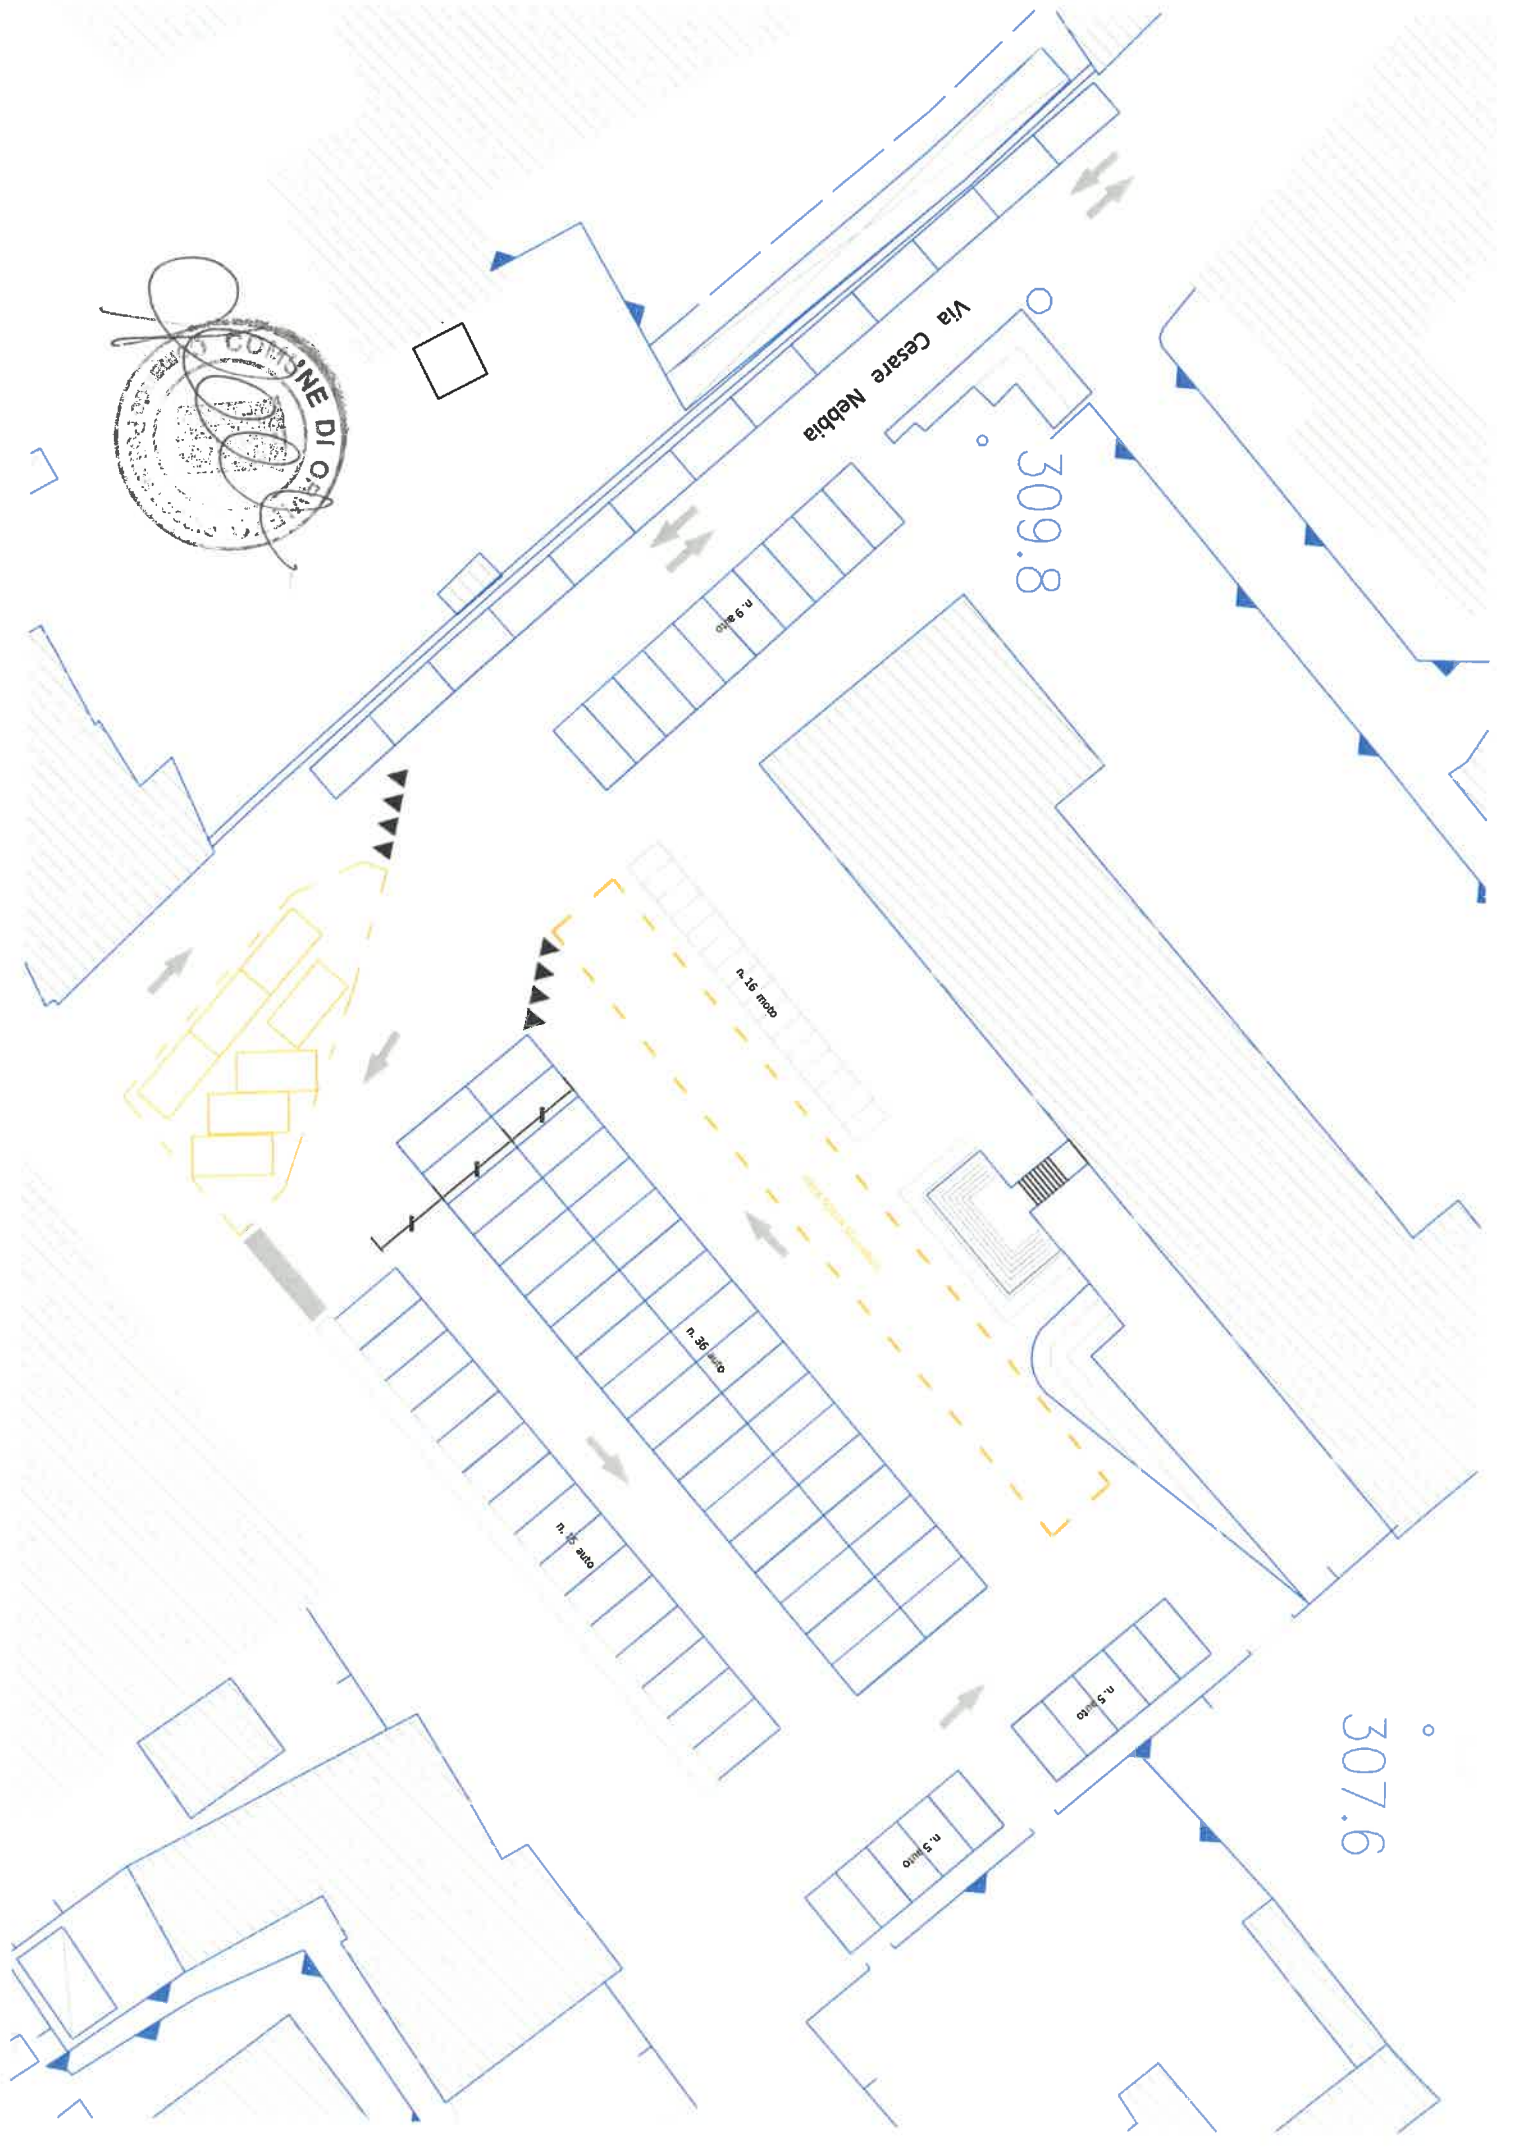 Via Cesare Nebbia
309.8
n. 9 auto
n. 16 moto
n. 36 auto
n. 15 auto
n. 5 auto
n. 5 auto
307.6
COMUNE DI